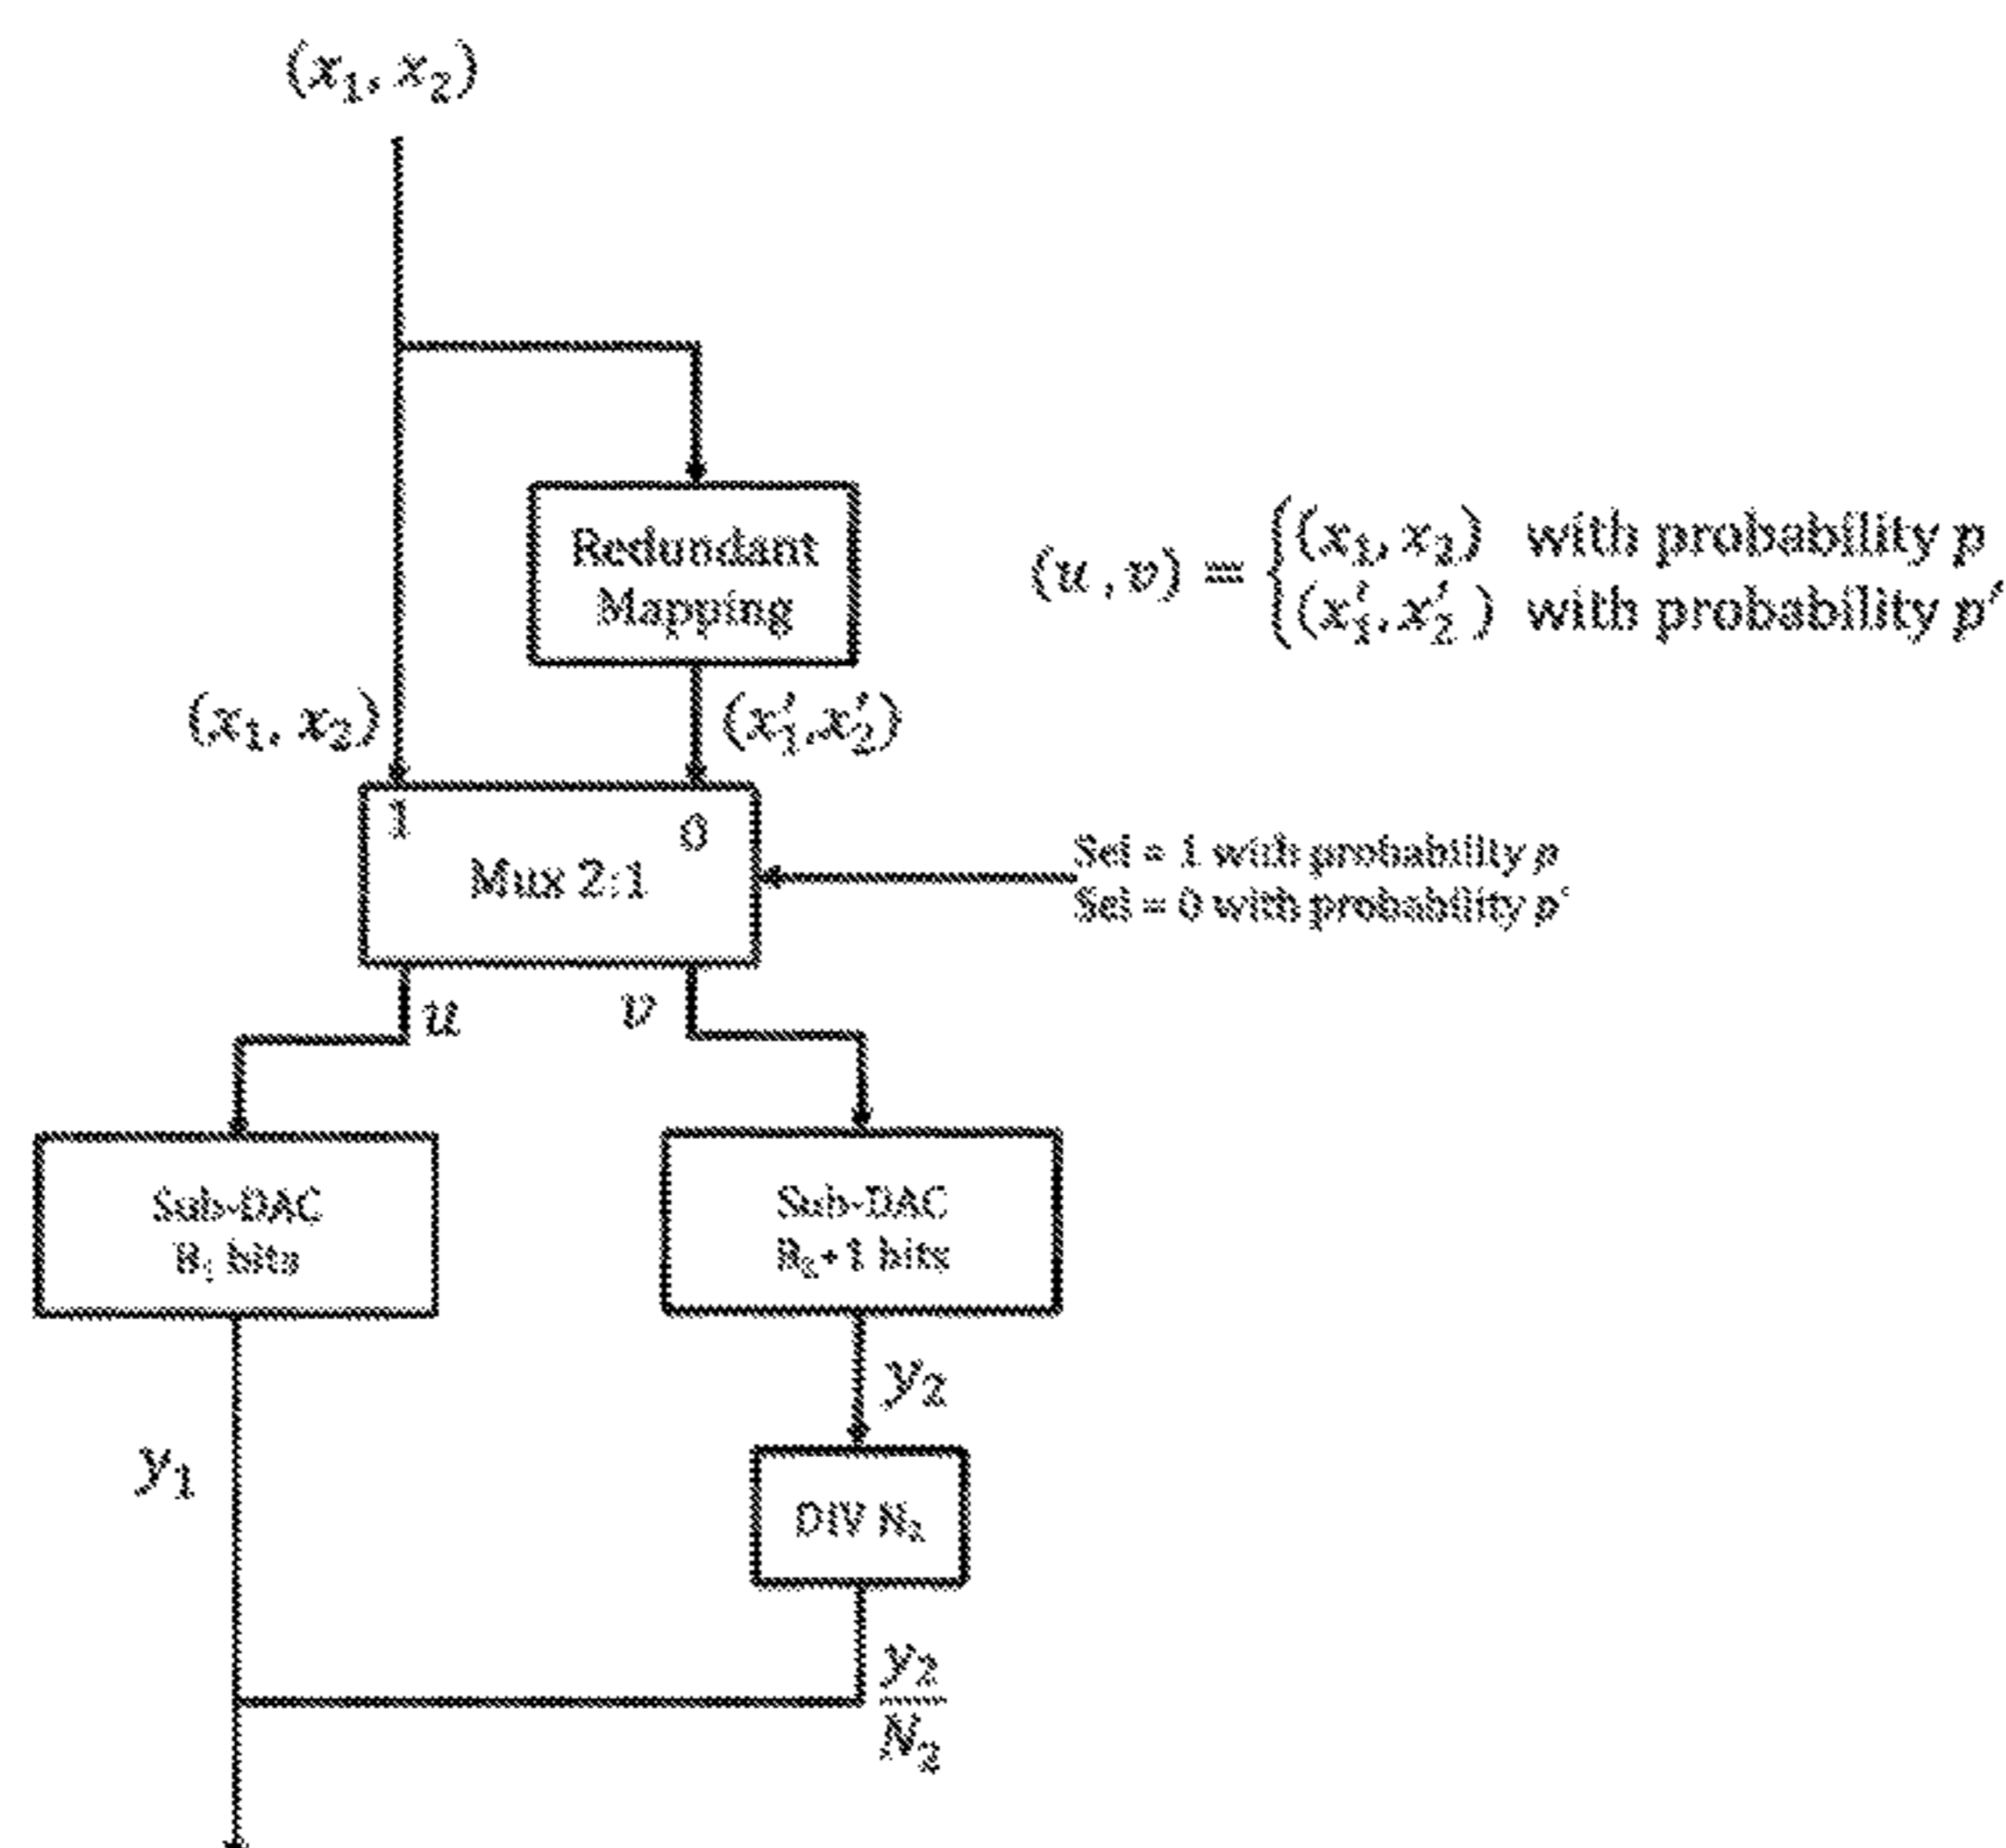 (x₁, x₂)
Redundant
Mapping
(u , v) = {(x₁, x₂) with probability p
(x′₁, x′₂) with probability p′
(x₁, x₂)
(x′₁, x′₂)
1
0
Mux 2:1
Sel = 1 with probability p
Sel = 0 with probability p'
u
v
Sub-DAC
B₁ bits
Sub-DAC
B₂+1 bits
y₂
y₁
DIV N₂
y₂
N₂